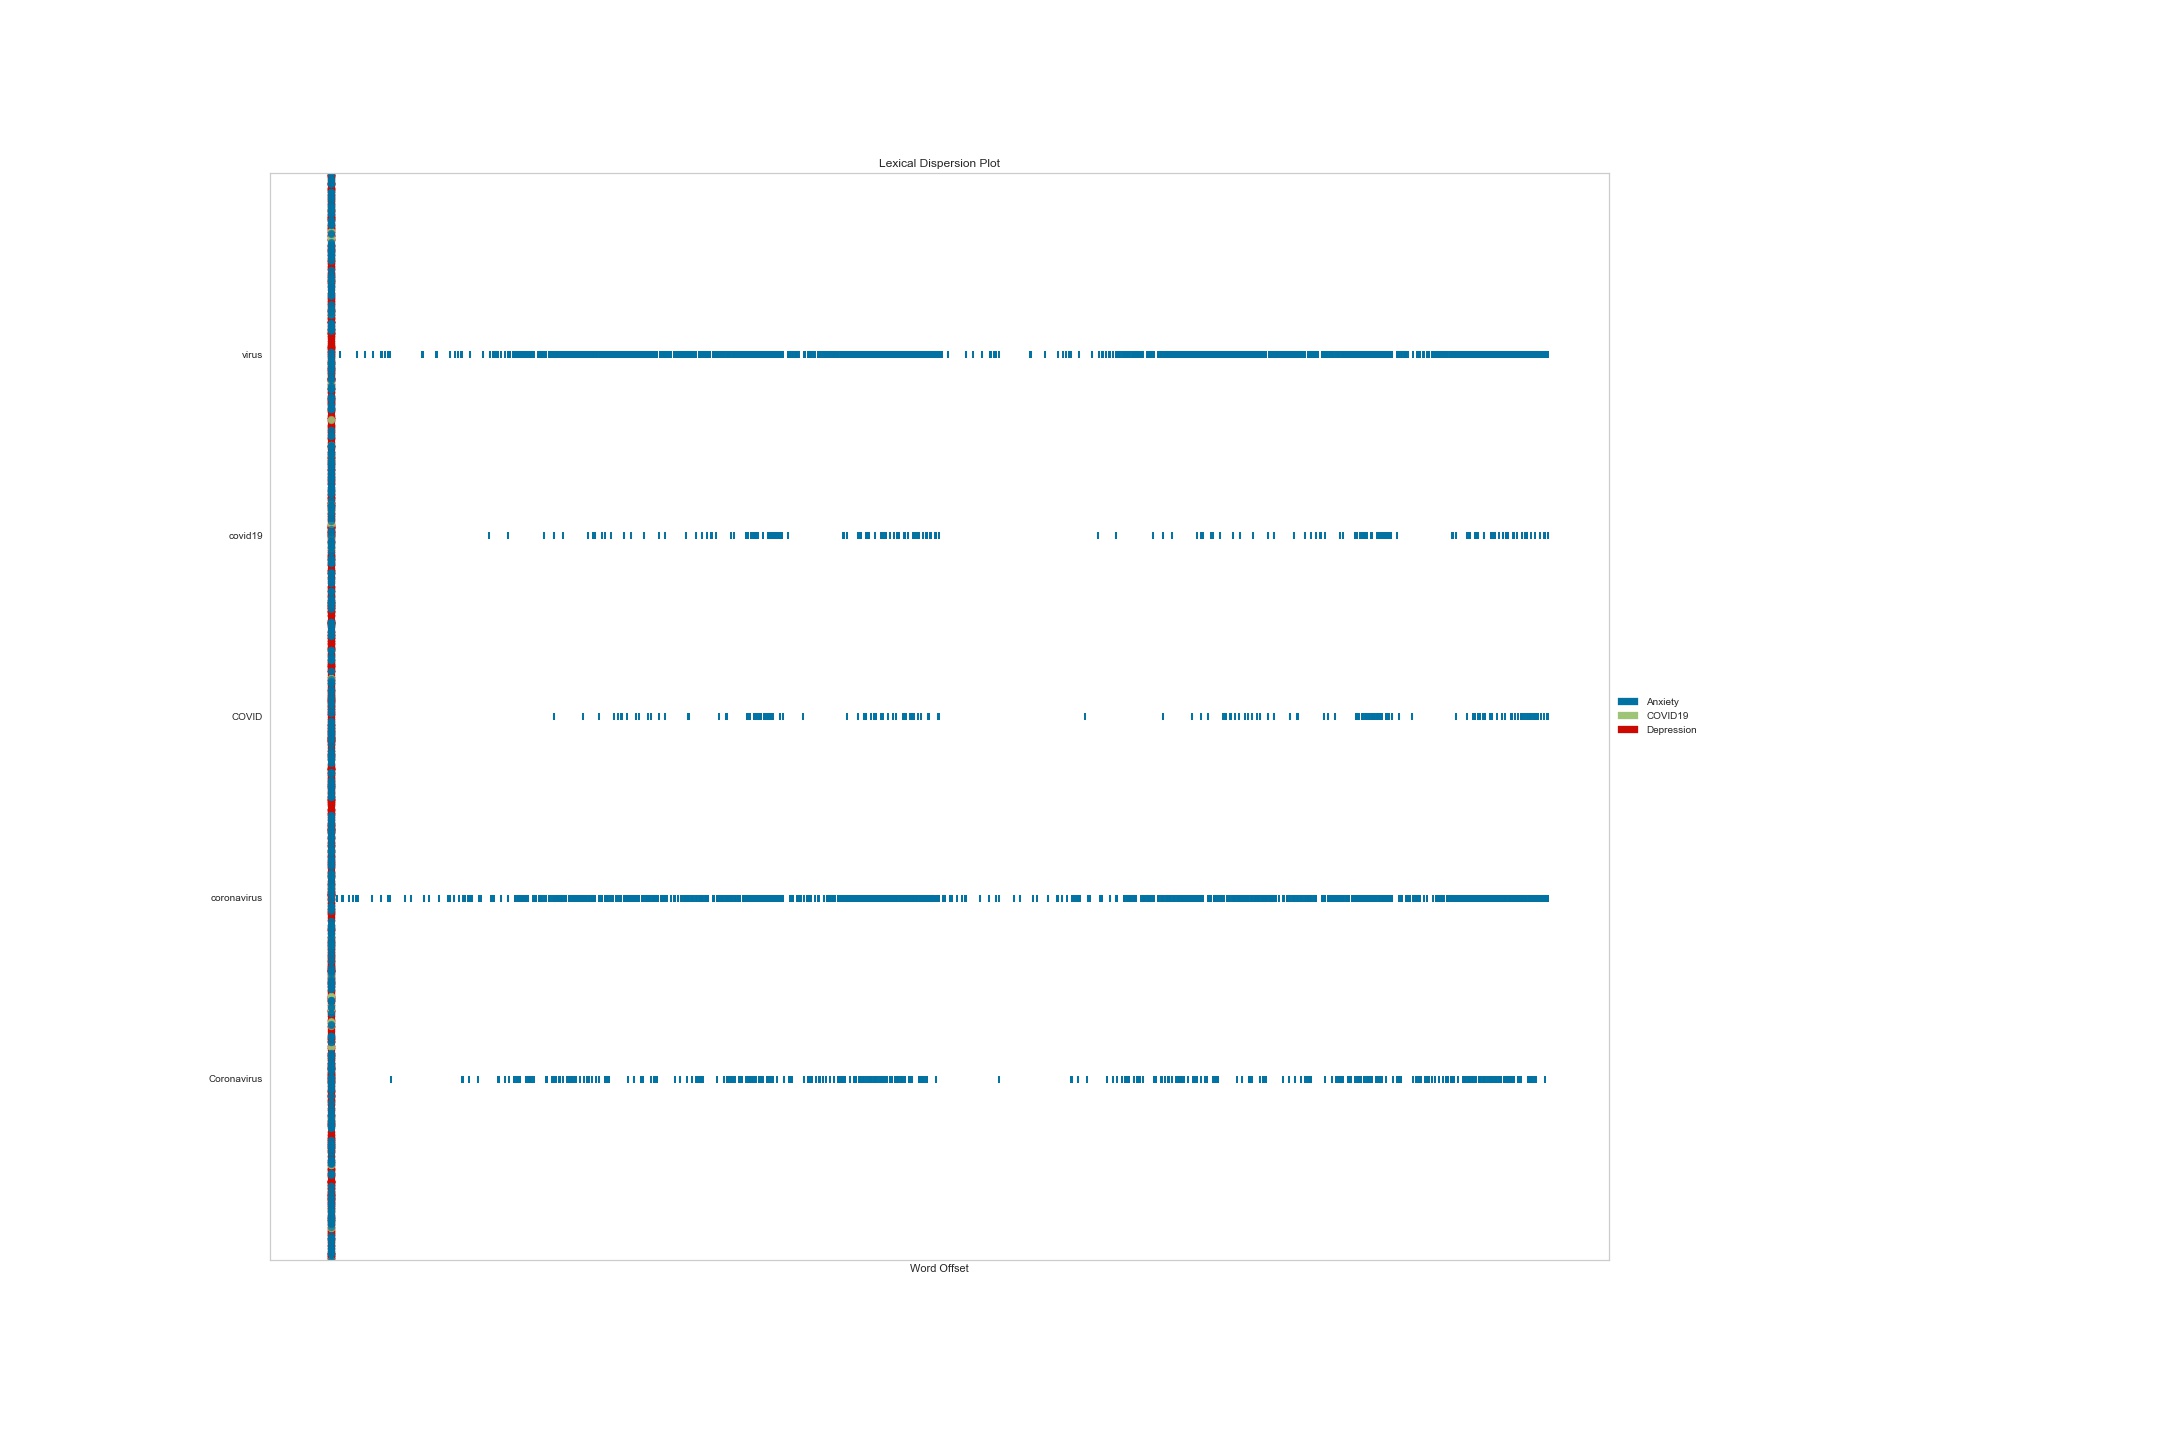 Lexical Dispersion Plot
virus
covid19
COVID
coronavirus
Coronavirus
Word Offset
Anxiety
COVID19
Depression